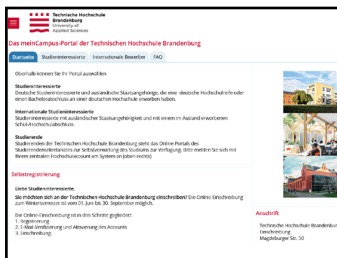 Technische Hochschule
Brandenburg
University of
Applied Sciences
Das meinCampus-Portal der Technischen Hochschule Brandenburg
Startseite Studieninteressierte Internationale Bewerber FAQ
Oberhalb können Sie Ihr Portal auswählen
Studieninteressierte
Deutsche Studieninteressierte und ausländische Staatsangehörige, die eine deutsche Hochschulreife oder
einen Bachelorabschluss an einer deutschen Hochschule erworben haben.
Internationale Studieninteressierte
Studieninteressierte mit ausländischer Staatsangehörigkeit und mit einem im Ausland erworbenen
Schul-/Hochschulabschluss.
Studierende
Studierenden der Technischen Hochschule Brandenburg steht das Online Portals des
Studierendensekretariates zur Selbstverwaltung des Studiums zur Verfügung. Bitte melden Sie sich mit
Ihrem zentralen Hochschulaccount am System an (oben rechts)
Selbstregistrierung
Liebe Studieninteressierte,
Sie möchten sich an der Technischen Hochschule Brandenburg einschreiben? Die Online-Einschreibung
zum Wintersemester ist vom 01. Juni bis 30. September möglich.
Die Online-Einschreibung ist in drei Schritte gegliedert:
1. Registrierung
2. E-Mail-Verifizierung und Aktivierung des Accounts
3. Einschreibung
Anschrift
Technische Hochschule Brandenburg
Einschreibung
Magdeburger Str. 50